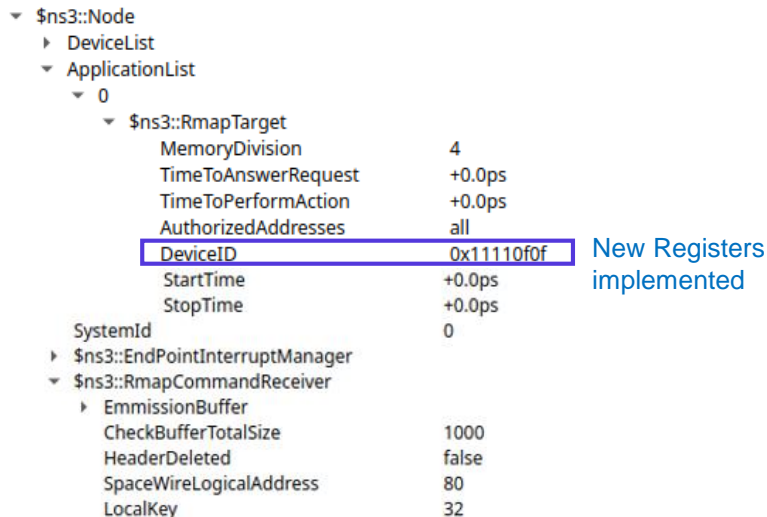 $ns3::Node
DeviceList
ApplicationList
0
$ns3::RmapTarget
MemoryDivision 4
TimeToAnswerRequest +0.0ps
TimeToPerformAction +0.0ps
AuthorizedAddresses all
DeviceID 0x11110f0f
New Registers
implemented
StartTime +0.0ps
StopTime +0.0ps
SystemId 0
$ns3::EndPointInterruptManager
$ns3::RmapCommandReceiver
EmmissionBuffer
CheckBufferTotalSize 1000
HeaderDeleted false
SpaceWireLogicalAddress 80
LocalKey 32